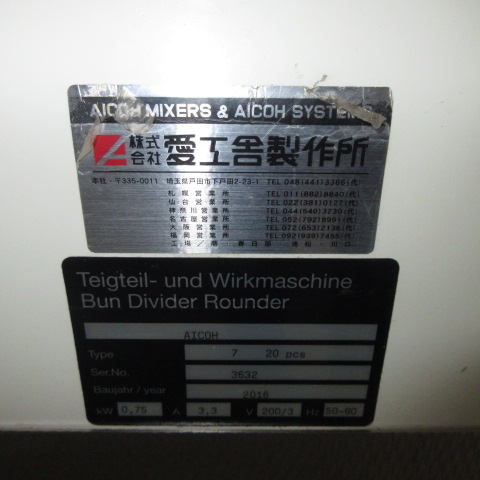 AICOH MIXERS & AICOH SYSTEMS
株式会社 愛工舎製作所
本社・〒335-0011 埼玉県戸田市下戸田2-23-1 TEL 048(441)3366(代)
札幌営業所 TEL 011(882)8840(代)
仙台営業所 TEL 022(381)0127(代)
神奈川営業所 TEL 044(540)3230(代)
名古屋営業所 TEL 052(792)8991(代)
大阪営業所 TEL 072(653)2136(代)
福岡営業所 TEL 092(939)7455(代)
工場/
Teigteil- und Wirkmaschine
Bun Divider Rounder
AICOH
Type 7 20 pcs
Ser.No. 3632
Baujahr / year 2016
kW 0,75 A 3,3 V 200/3 Hz 50-60